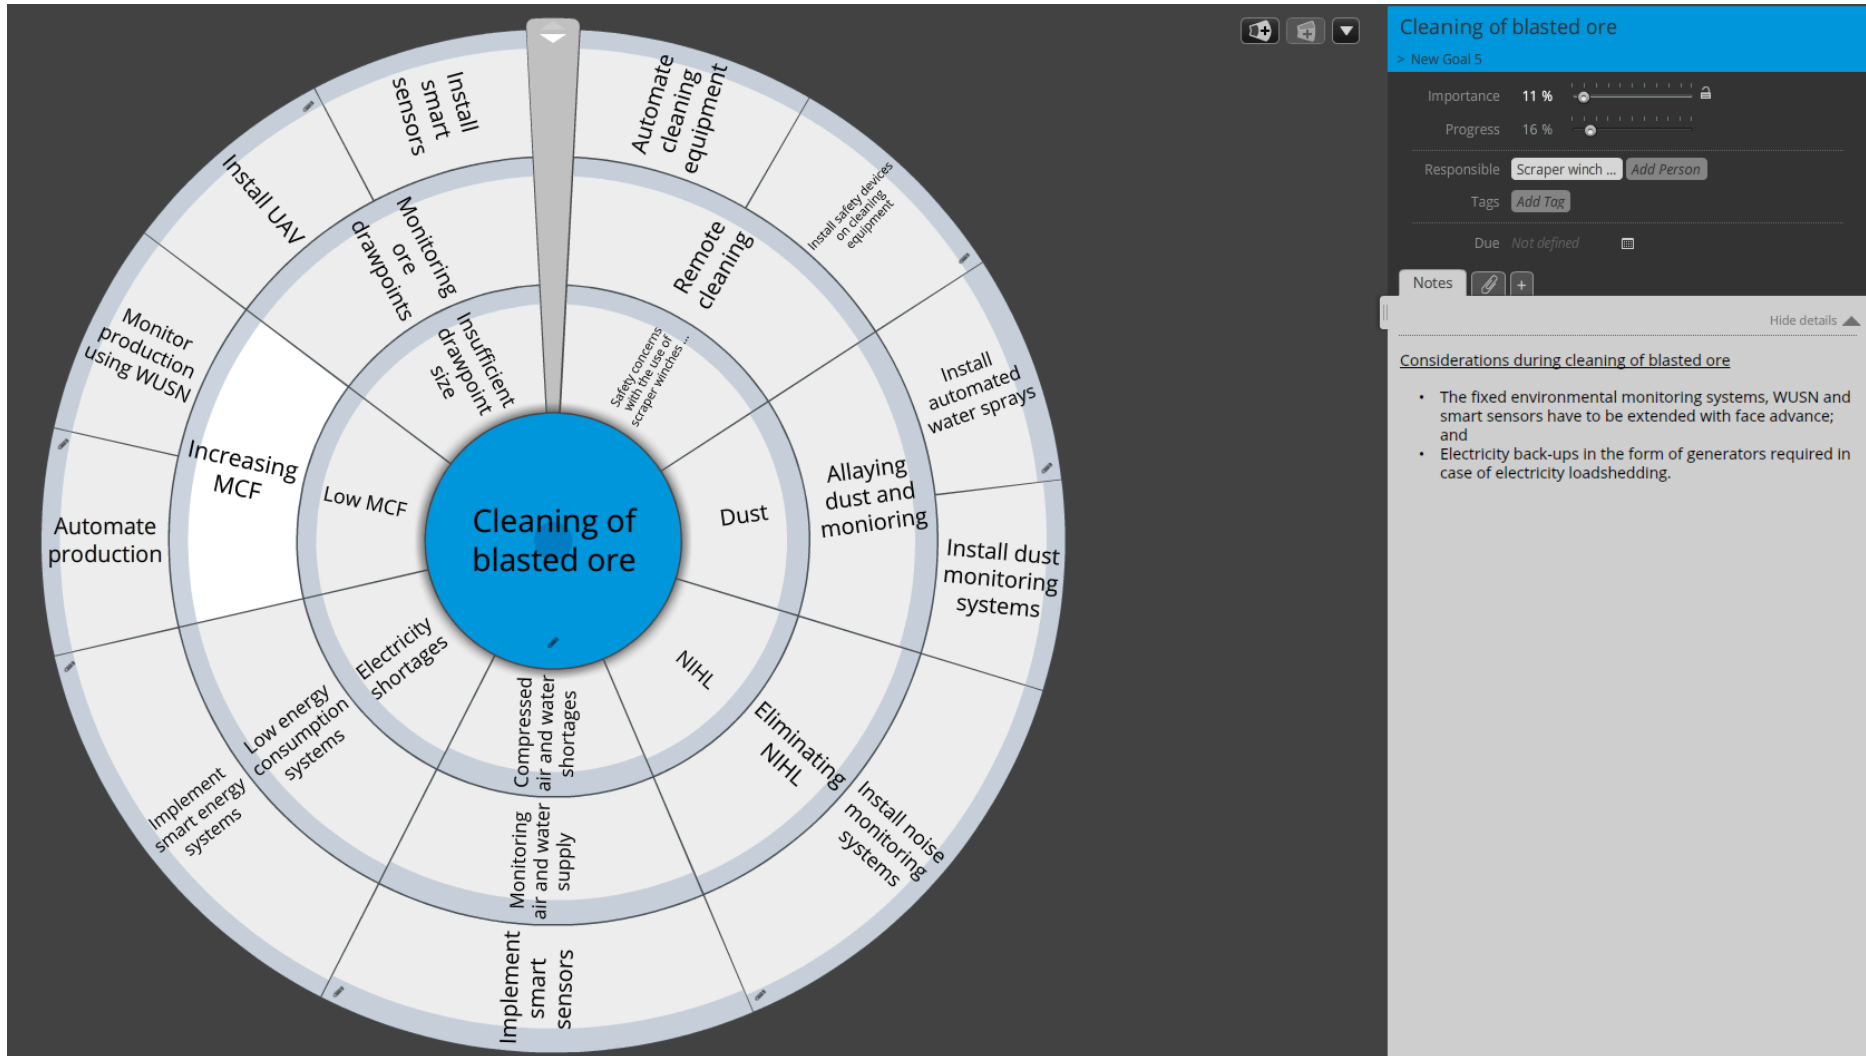 Cleaning of
blasted ore
Safety concerns
with the use of
scraper winches ...
Dust
NIHL
Compressed
air and water
shortages
Electricity
shortages
Low MCF
Insufficient
drawpoint
size
Remote
cleaning
Allaying
dust and
monioring
Eliminating
NIHL
Monitoring
air and water
supply
Low energy
consumption
systems
Increasing
MCF
Monitoring
ore
drawpoints
Automate
cleaning
equipment
Install safety devices
on cleaning
equipment
Install
automated
water sprays
Install dust
monitoring
systems
Install noise
monitoring
systems
Implement
smart
sensors
Implement
smart energy
systems
Automate
production
Monitor
production
using WUSN
Install UAV
Install
smart
sensors
Cleaning of blasted ore
> New Goal 5
Importance 11 %
Progress 16 %
Responsible Scraper winch ... Add Person
Tags Add Tag
Due Not defined
Notes +
Hide details
Considerations during cleaning of blasted ore
• The fixed environmental monitoring systems, WUSN and
smart sensors have to be extended with face advance;
and
• Electricity back-ups in the form of generators required in
case of electricity loadshedding.